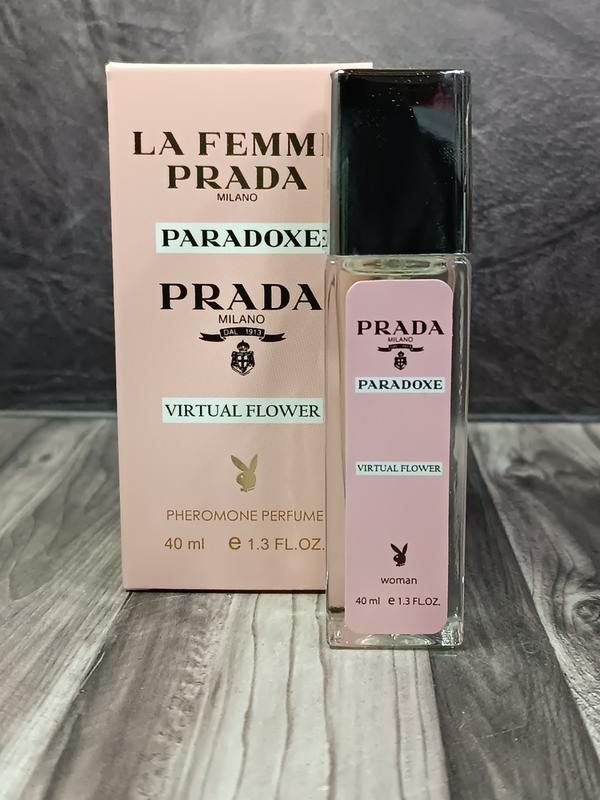 LA FEMM
PRADA
MILANO
PARADOXE
PRADA
MILANO
DAL 1913
VIRTUAL FLOWER
PHEROMONE PERFUME
40 ml e 1.3 FL.OZ.
PRADA
MILANO
PARADOXE
VIRTUAL FLOWER
woman
40 ml e 1.3 FL.OZ.